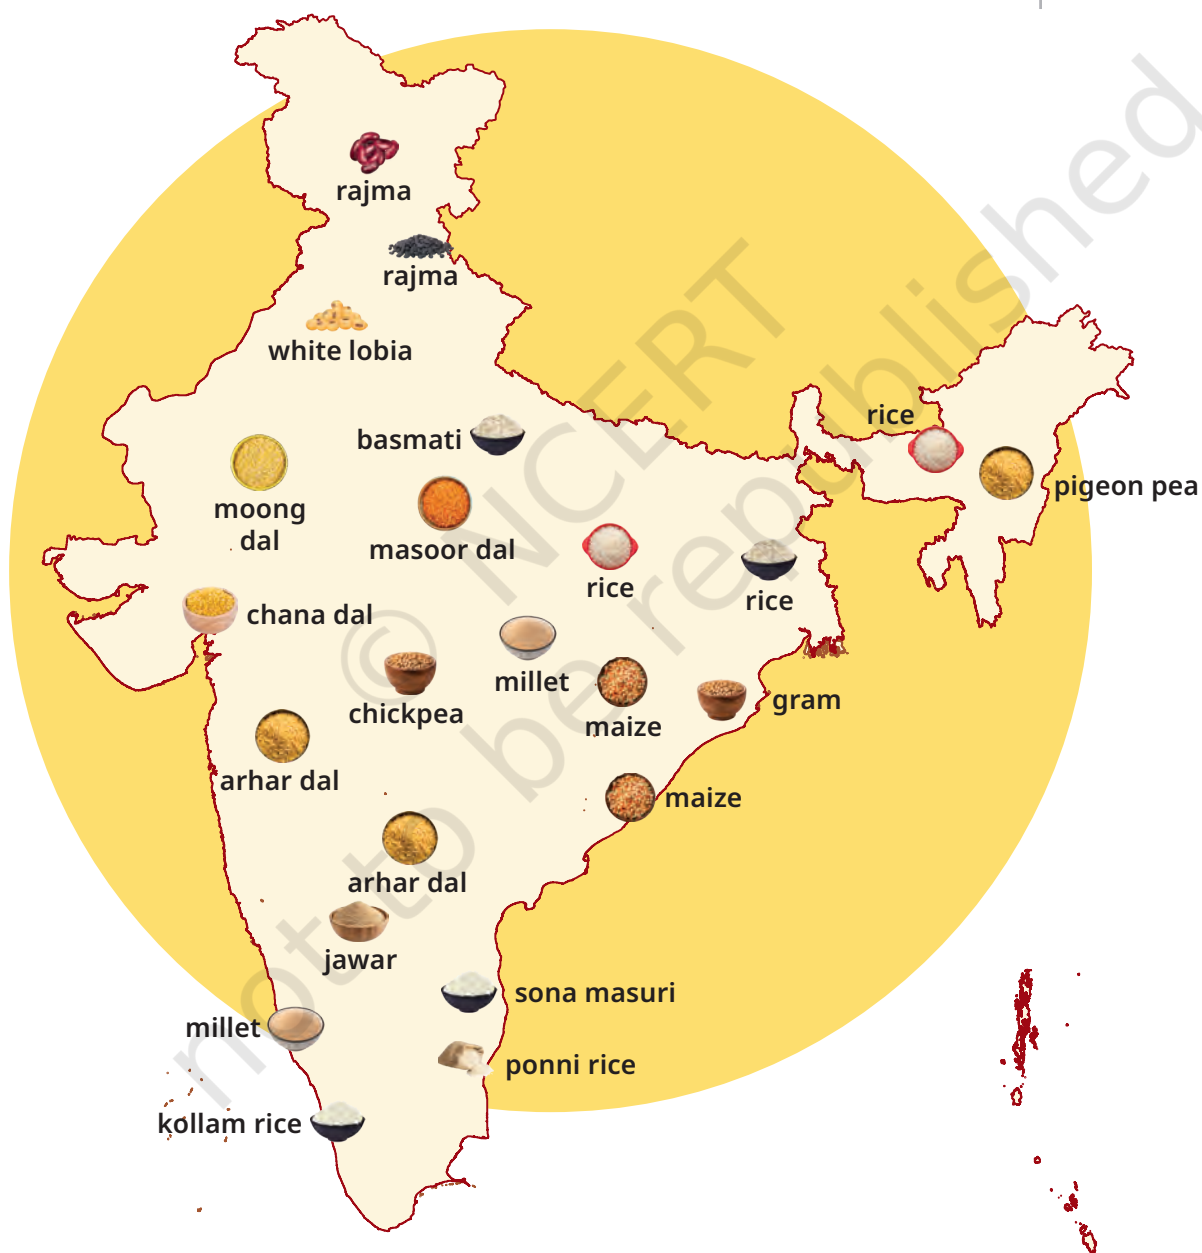 rajma
rajma
white lobia
rice
basmati
pigeon pea
moong
dal
masoor dal
rice
rice
chana dal
millet
gram
chickpea
maize
arhar dal
maize
arhar dal
jawar
sona masuri
millet
ponni rice
kollam rice
© NCERT
not to be republished